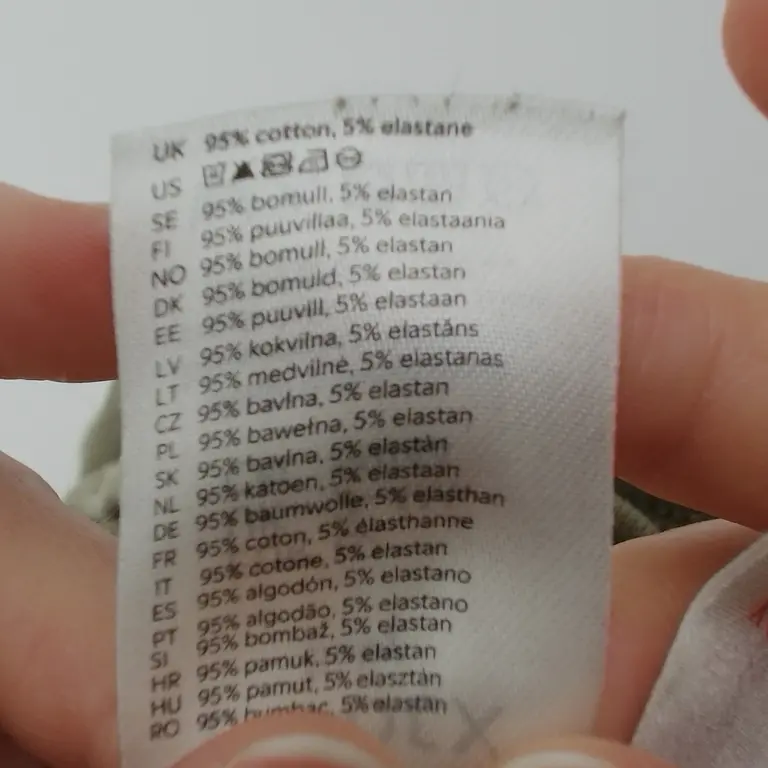 UK 95% cotton, 5% elastane
US
SE 95% bomull, 5% elastan
FI 95% puuvillaa, 5% elastaania
NO 95% bomull, 5% elastan
DK 95% bomuld, 5% elastan
EE 95% puuvill, 5% elastaan
LV 95% kokvilna, 5% elastāns
LT 95% medvilnė, 5% elastanas
CZ 95% bavlna, 5% elastan
PL 95% bawełna, 5% elastan
SK 95% bavlna, 5% elastán
NL 95% katoen, 5% elastaan
DE 95% baumwolle, 5% elasthan
FR 95% coton, 5% élasthanne
IT 95% cotone, 5% elastan
ES 95% algodón, 5% elastano
PT 95% algodão, 5% elastano
SI 95% bombaž, 5% elastan
HR 95% pamuk, 5% elastan
HU 95% pamut, 5% elasztán
RO 95% bumbac, 5% elastan